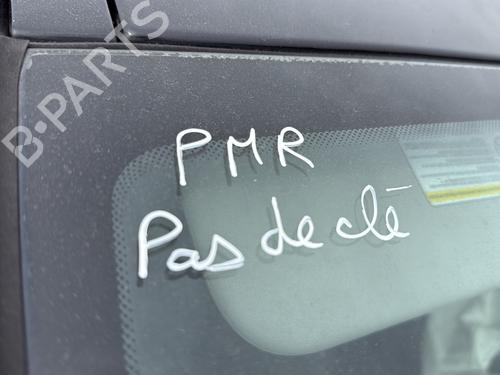 B-PARTS
PMR
Pas de clé